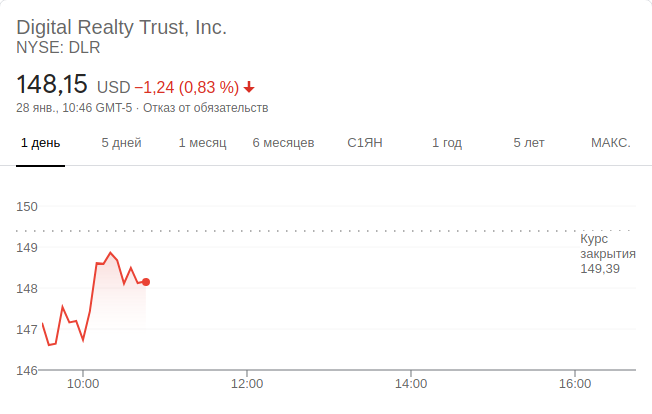 Digital Realty Trust, Inc.
NYSE: DLR
148,15 USD −1,24 (0,83 %)
28 янв., 10:46 GMT-5 · Отказ от обязательств
1 день 5 дней 1 месяц 6 месяцев С1ЯН 1 год 5 лет МАКС.
150
149
148
147
146
Курс
закрытия
149,39
10:00 12:00 14:00 16:00